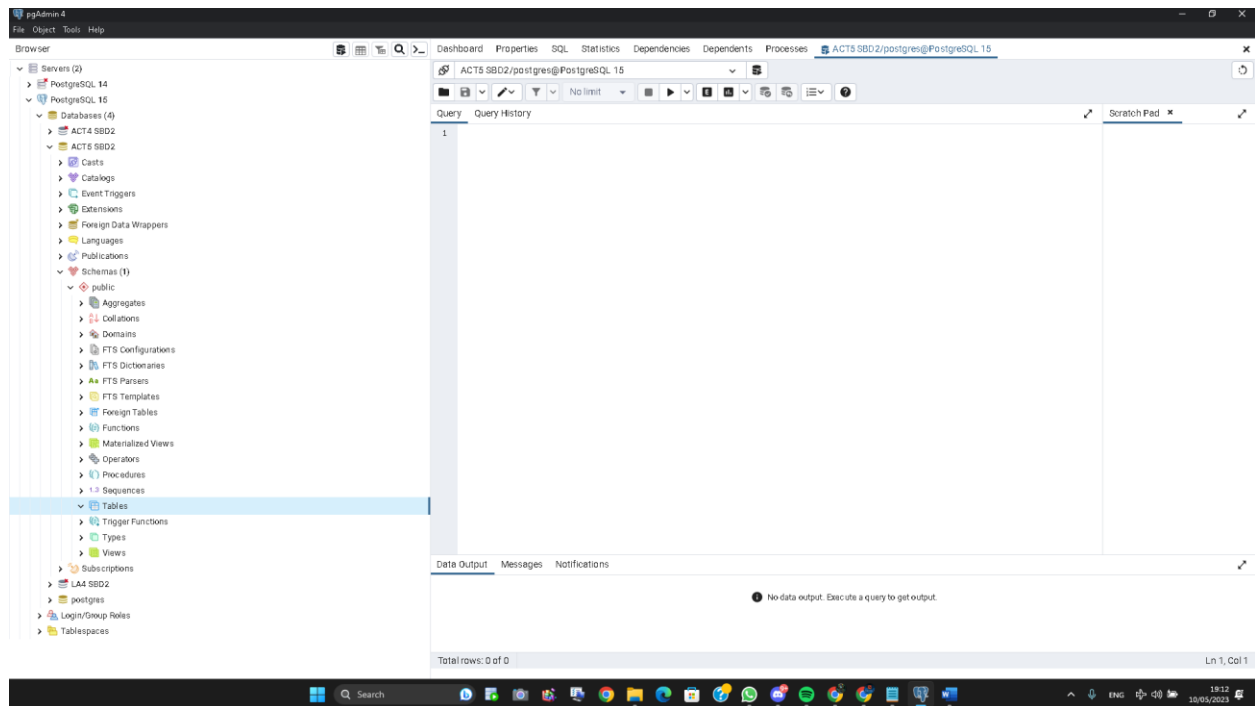 pgAdmin 4
File Object Tools Help
Browser
Servers (2)
PostgreSQL 14
PostgreSQL 15
Databases (4)
ACT4 SBD2
ACT5 SBD2
Casts
Catalogs
Event Triggers
Extensions
Foreign Data Wrappers
Languages
Publications
Schemas (1)
public
Aggregates
Collations
Domains
FTS Configurations
FTS Dictionaries
FTS Parsers
FTS Templates
Foreign Tables
Functions
Materialized Views
Operators
Procedures
1..3 Sequences
Tables
Trigger Functions
Types
Views
Subscriptions
LA4 SBD2
postgres
Login/Group Roles
Tablespaces
Dashboard Properties SQL Statistics Dependencies Dependents Processes ACT5 SBD2/postgres@PostgreSQL 15
ACT5 SBD2/postgres@PostgreSQL 15
No limit
Query Query History
Scratch Pad
1
Data Output Messages Notifications
No data output. Execute a query to get output.
Total rows: 0 of 0
Ln 1, Col 1
Search
ENG
19:12
10/05/2023